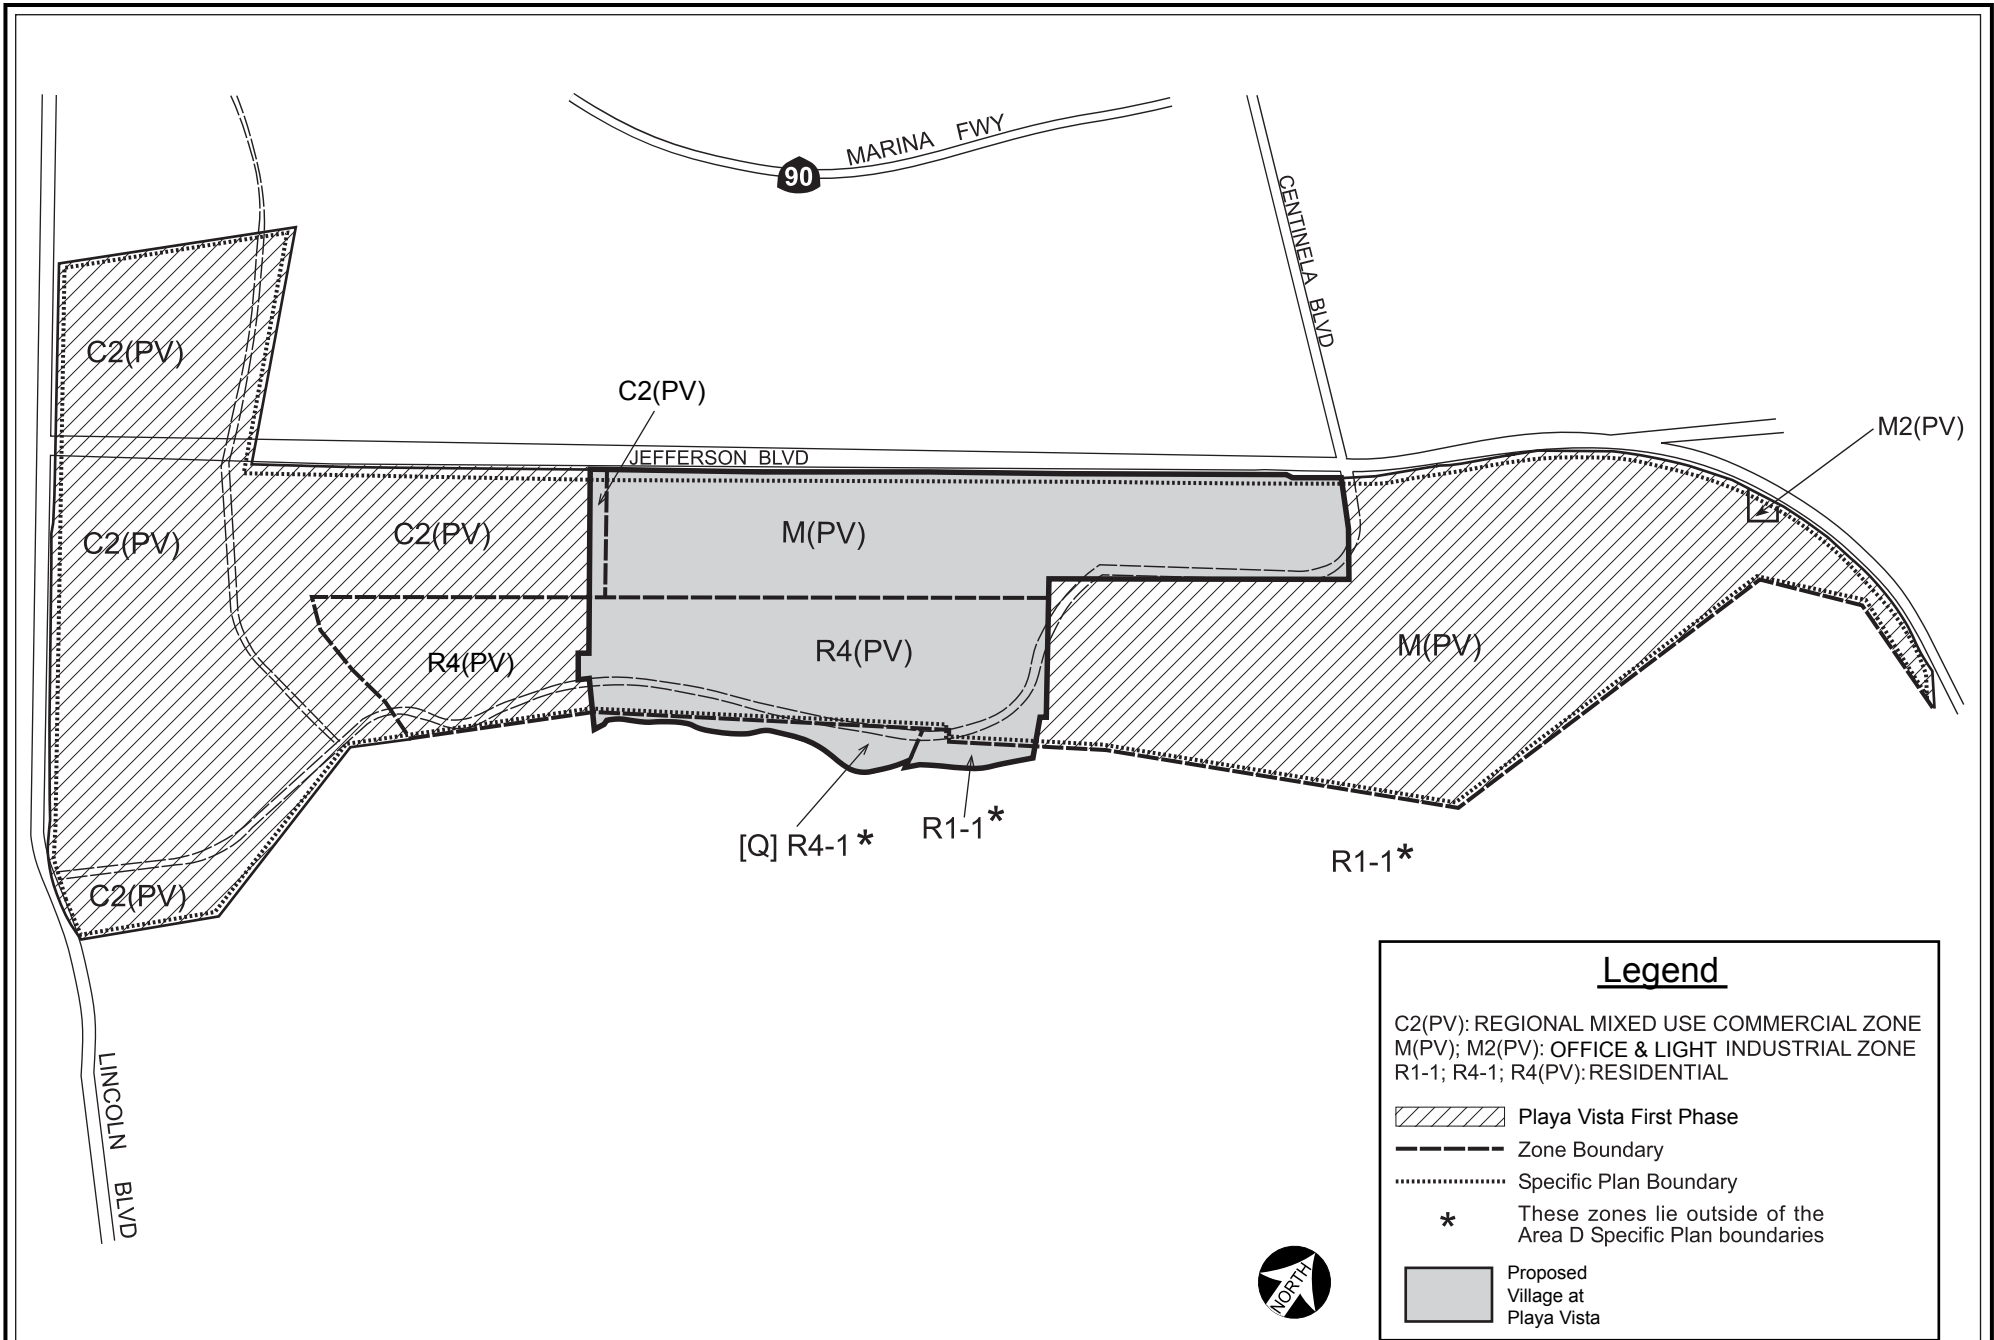 MARINA FWY
90
CENTINELA BLVD
C2(PV)
C2(PV)
M2(PV)
JEFFERSON BLVD
C2(PV)
C2(PV)
M(PV)
R4(PV)
R4(PV)
M(PV)
[Q] R4-1*
R1-1*
R1-1*
C2(PV)
LINCOLN BLVD
NORTH
Legend
C2(PV): REGIONAL MIXED USE COMMERCIAL ZONE
M(PV); M2(PV): OFFICE & LIGHT INDUSTRIAL ZONE
R1-1; R4-1; R4(PV): RESIDENTIAL
Playa Vista First Phase
Zone Boundary
Specific Plan Boundary
* These zones lie outside of the
Area D Specific Plan boundaries
Proposed
Village at
Playa Vista